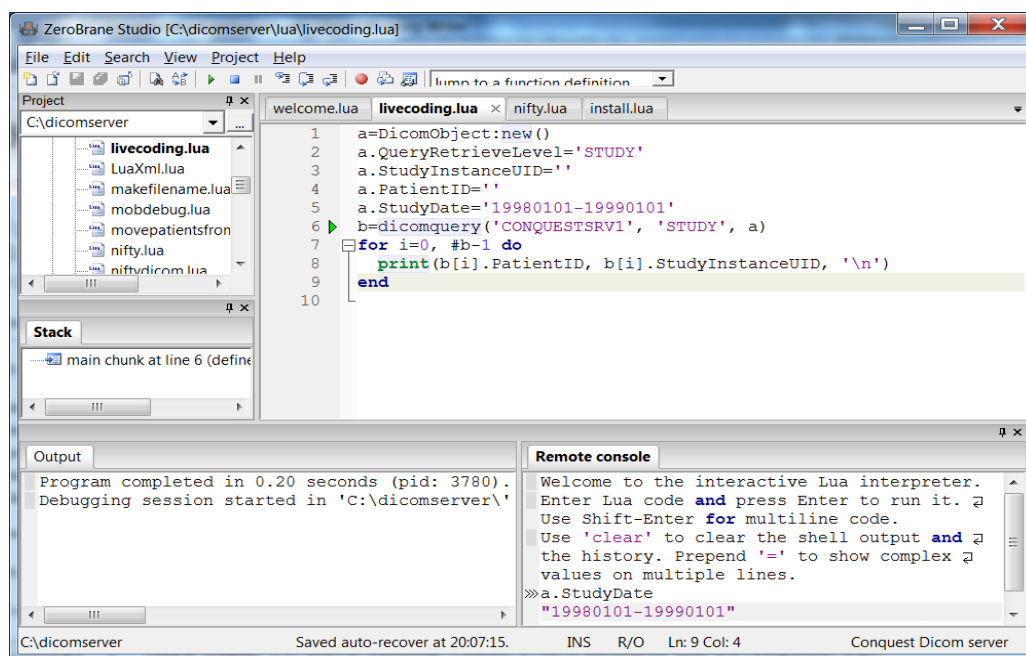 ZeroBrane Studio [C:\dicomserver\lua\livecoding.lua]
File Edit Search View Project Help
Jump to a function definition
Project
C:\dicomserver
...
livecoding.lua
LuaXml.lua
makefilename.lua
mobdebug.lua
movepatientsfron
nifty.lua
niftydicom.lua
Stack
main chunk at line 6 (define
welcome.lua livecoding.lua nifty.lua install.lua
1 a=DicomObject:new()
2 a.QueryRetrieveLevel='STUDY'
3 a.StudyInstanceUID=''
4 a.PatientID=''
5 a.StudyDate='19980101-19990101'
6 b=dicomquery('CONQUESTSRV1', 'STUDY', a)
7 for i=0, #b-1 do
8 print(b[i].PatientID, b[i].StudyInstanceUID, '\n')
9 end
10
Output
Program completed in 0.20 seconds (pid: 3780).
Debugging session started in 'C:\dicomserver\'
Remote console
Welcome to the interactive Lua interpreter.
Enter Lua code and press Enter to run it.
Use Shift-Enter for multiline code.
Use 'clear' to clear the shell output and
the history. Prepend '=' to show complex
values on multiple lines.
a.StudyDate
"19980101-19990101"
C:\dicomserver Saved auto-recover at 20:07:15. INS R/O Ln: 9 Col: 4 Conquest Dicom server